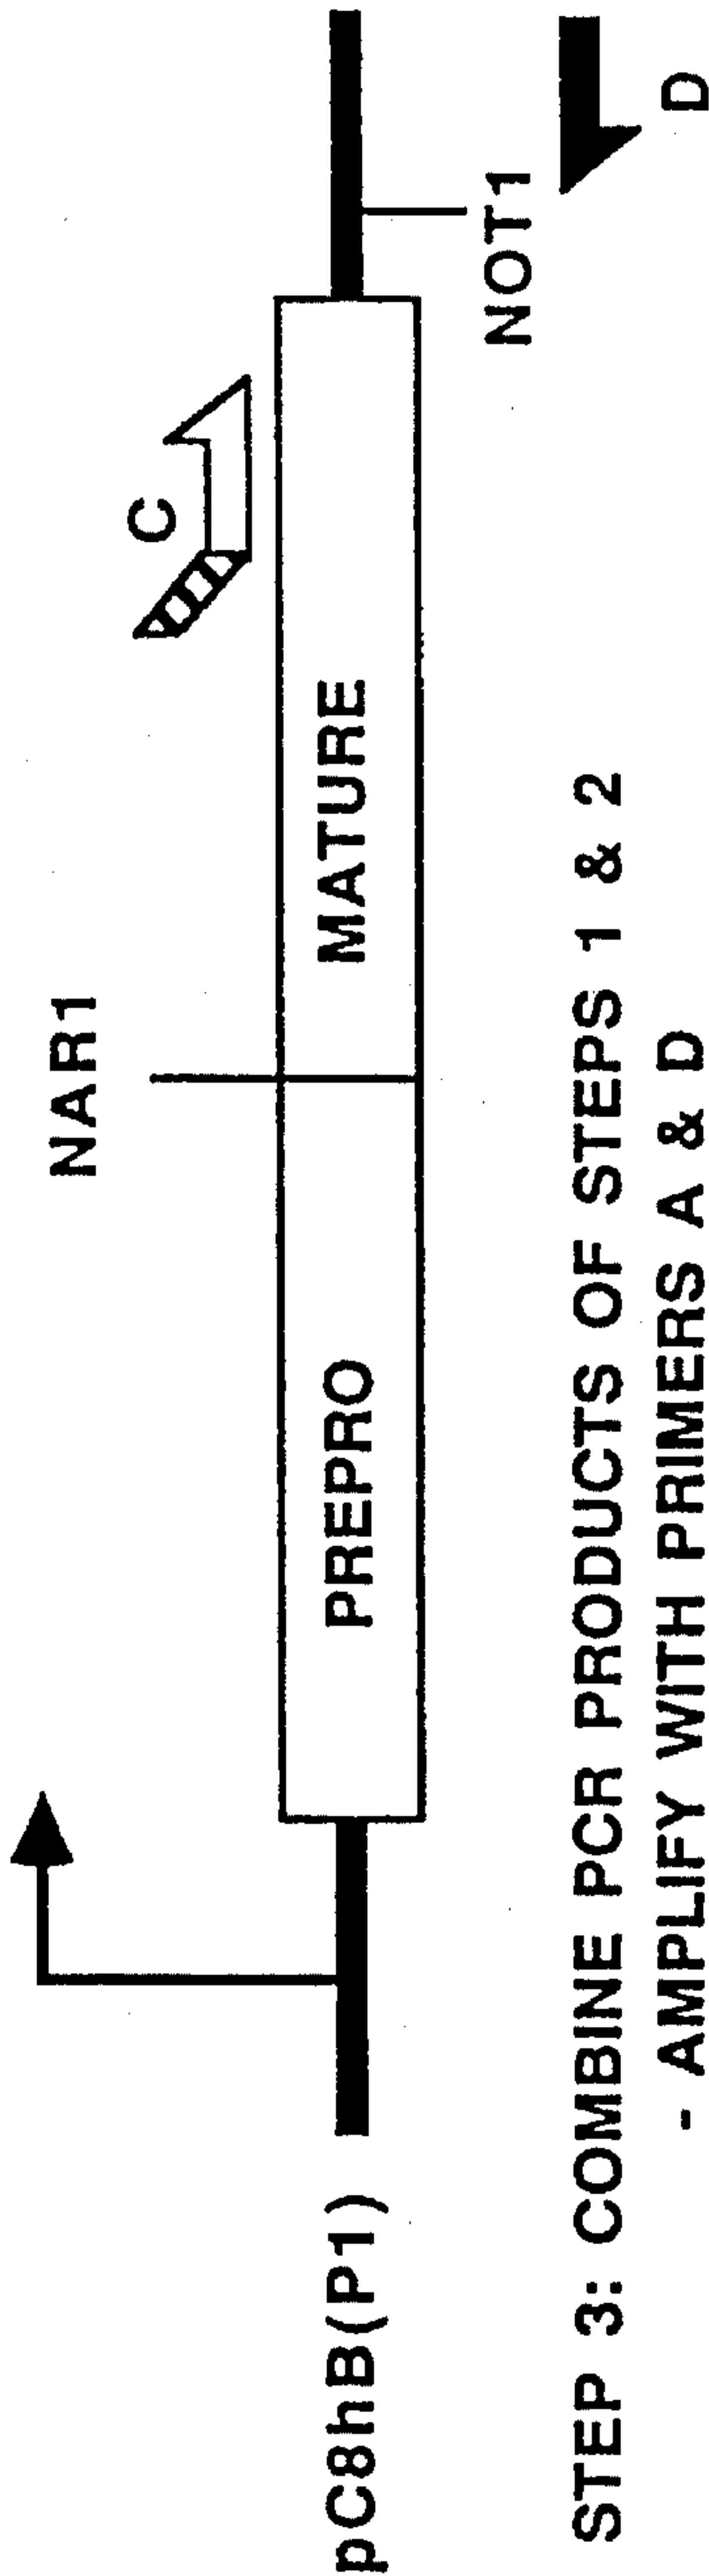 NAR1
C
pC8hB(P1)
PREPRO
MATURE
NOT1
D
STEP 3: COMBINE PCR PRODUCTS OF STEPS 1 & 2
- AMPLIFY WITH PRIMERS A & D